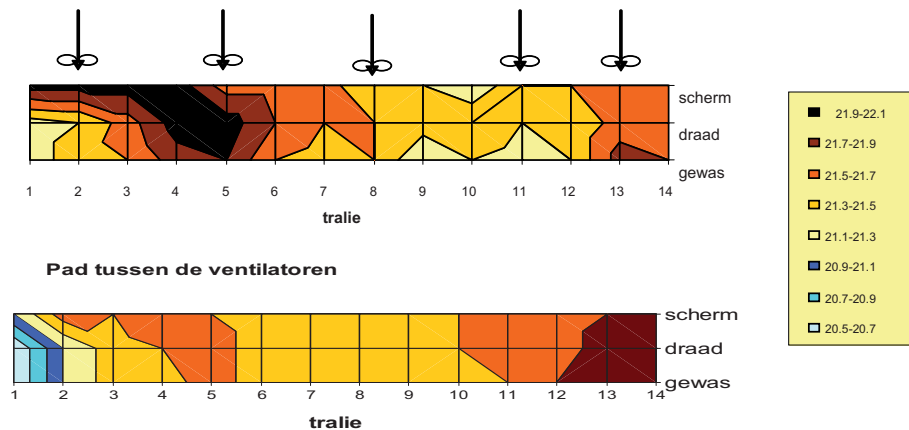 scherm
draad
gewas
1 2 3 4 5 6 7 8 9 10 11 12 13 14
tralie
Pad tussen de ventilatoren
scherm
draad
gewas
1 2 3 4 5 6 7 8 9 10 11 12 13 14
tralie
21.9-22.1
21.7-21.9
21.5-21.7
21.3-21.5
21.1-21.3
20.9-21.1
20.7-20.9
20.5-20.7